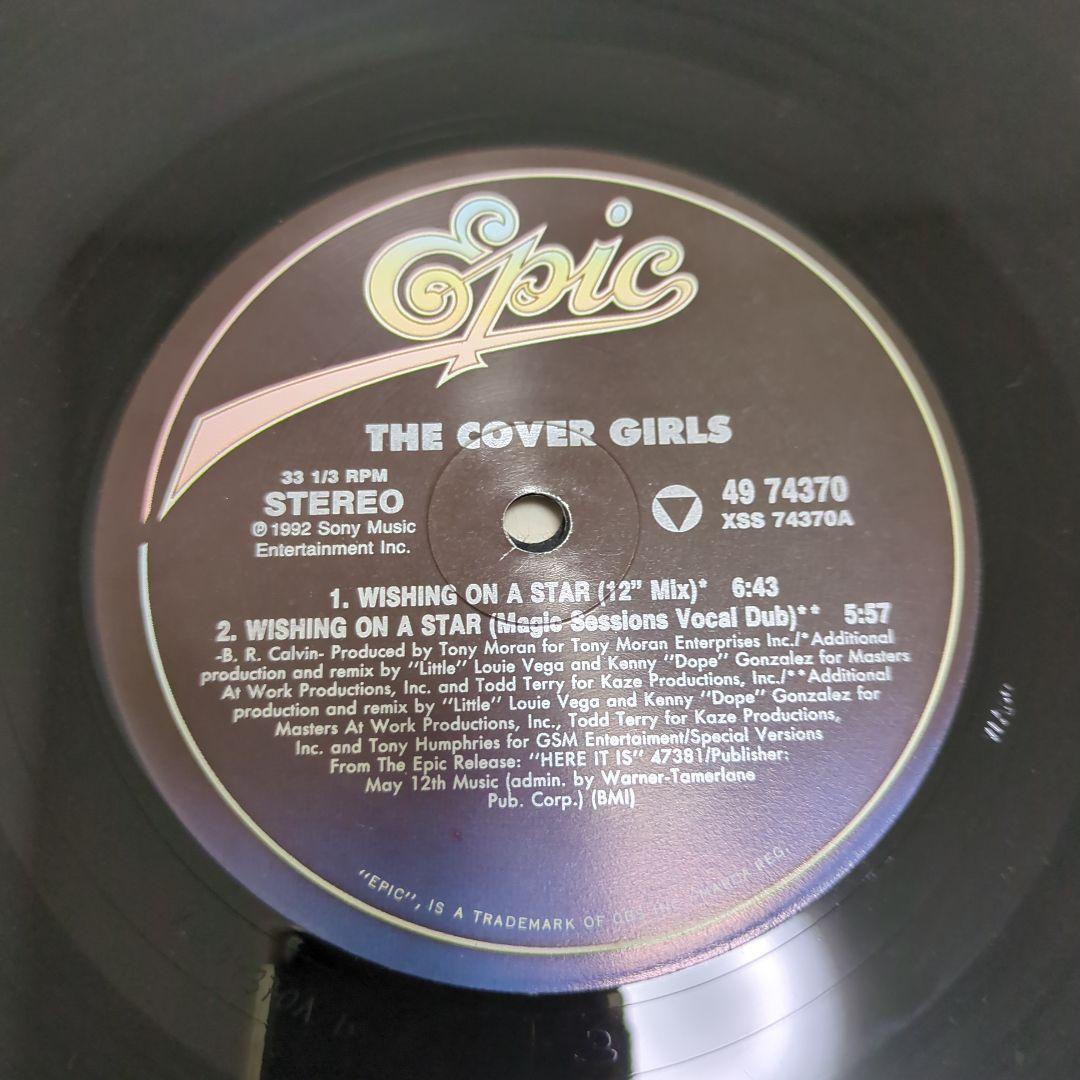 Epic
THE COVER GIRLS
33 1/3 RPM
STEREO
℗ 1992 Sony Music
Entertainment Inc.
49 74370
XSS 74370A
1. WISHING ON A STAR (12" Mix)* 6:43
2. WISHING ON A STAR (Magic Sessions Vocal Dub)** 5:57
-B. R. Calvin- Produced by Tony Moran for Tony Moran Enterprises Inc./*Additional
production and remix by "Little" Louie Vega and Kenny "Dope" Gonzalez for Masters
At Work Productions, Inc. and Todd Terry for Kaze Productions, Inc./**Additional
production and remix by "Little" Louie Vega and Kenny "Dope" Gonzalez for
Masters At Work Productions, Inc., Todd Terry for Kaze Productions,
Inc. and Tony Humphries for GSM Entertaiment/Special Versions
From The Epic Release: "HERE IT IS" 47381/Publisher:
May 12th Music (admin. by Warner-Tamerlane
Pub. Corp.) (BMI)
"EPIC", IS A TRADEMARK OF CBS MARCA REG.